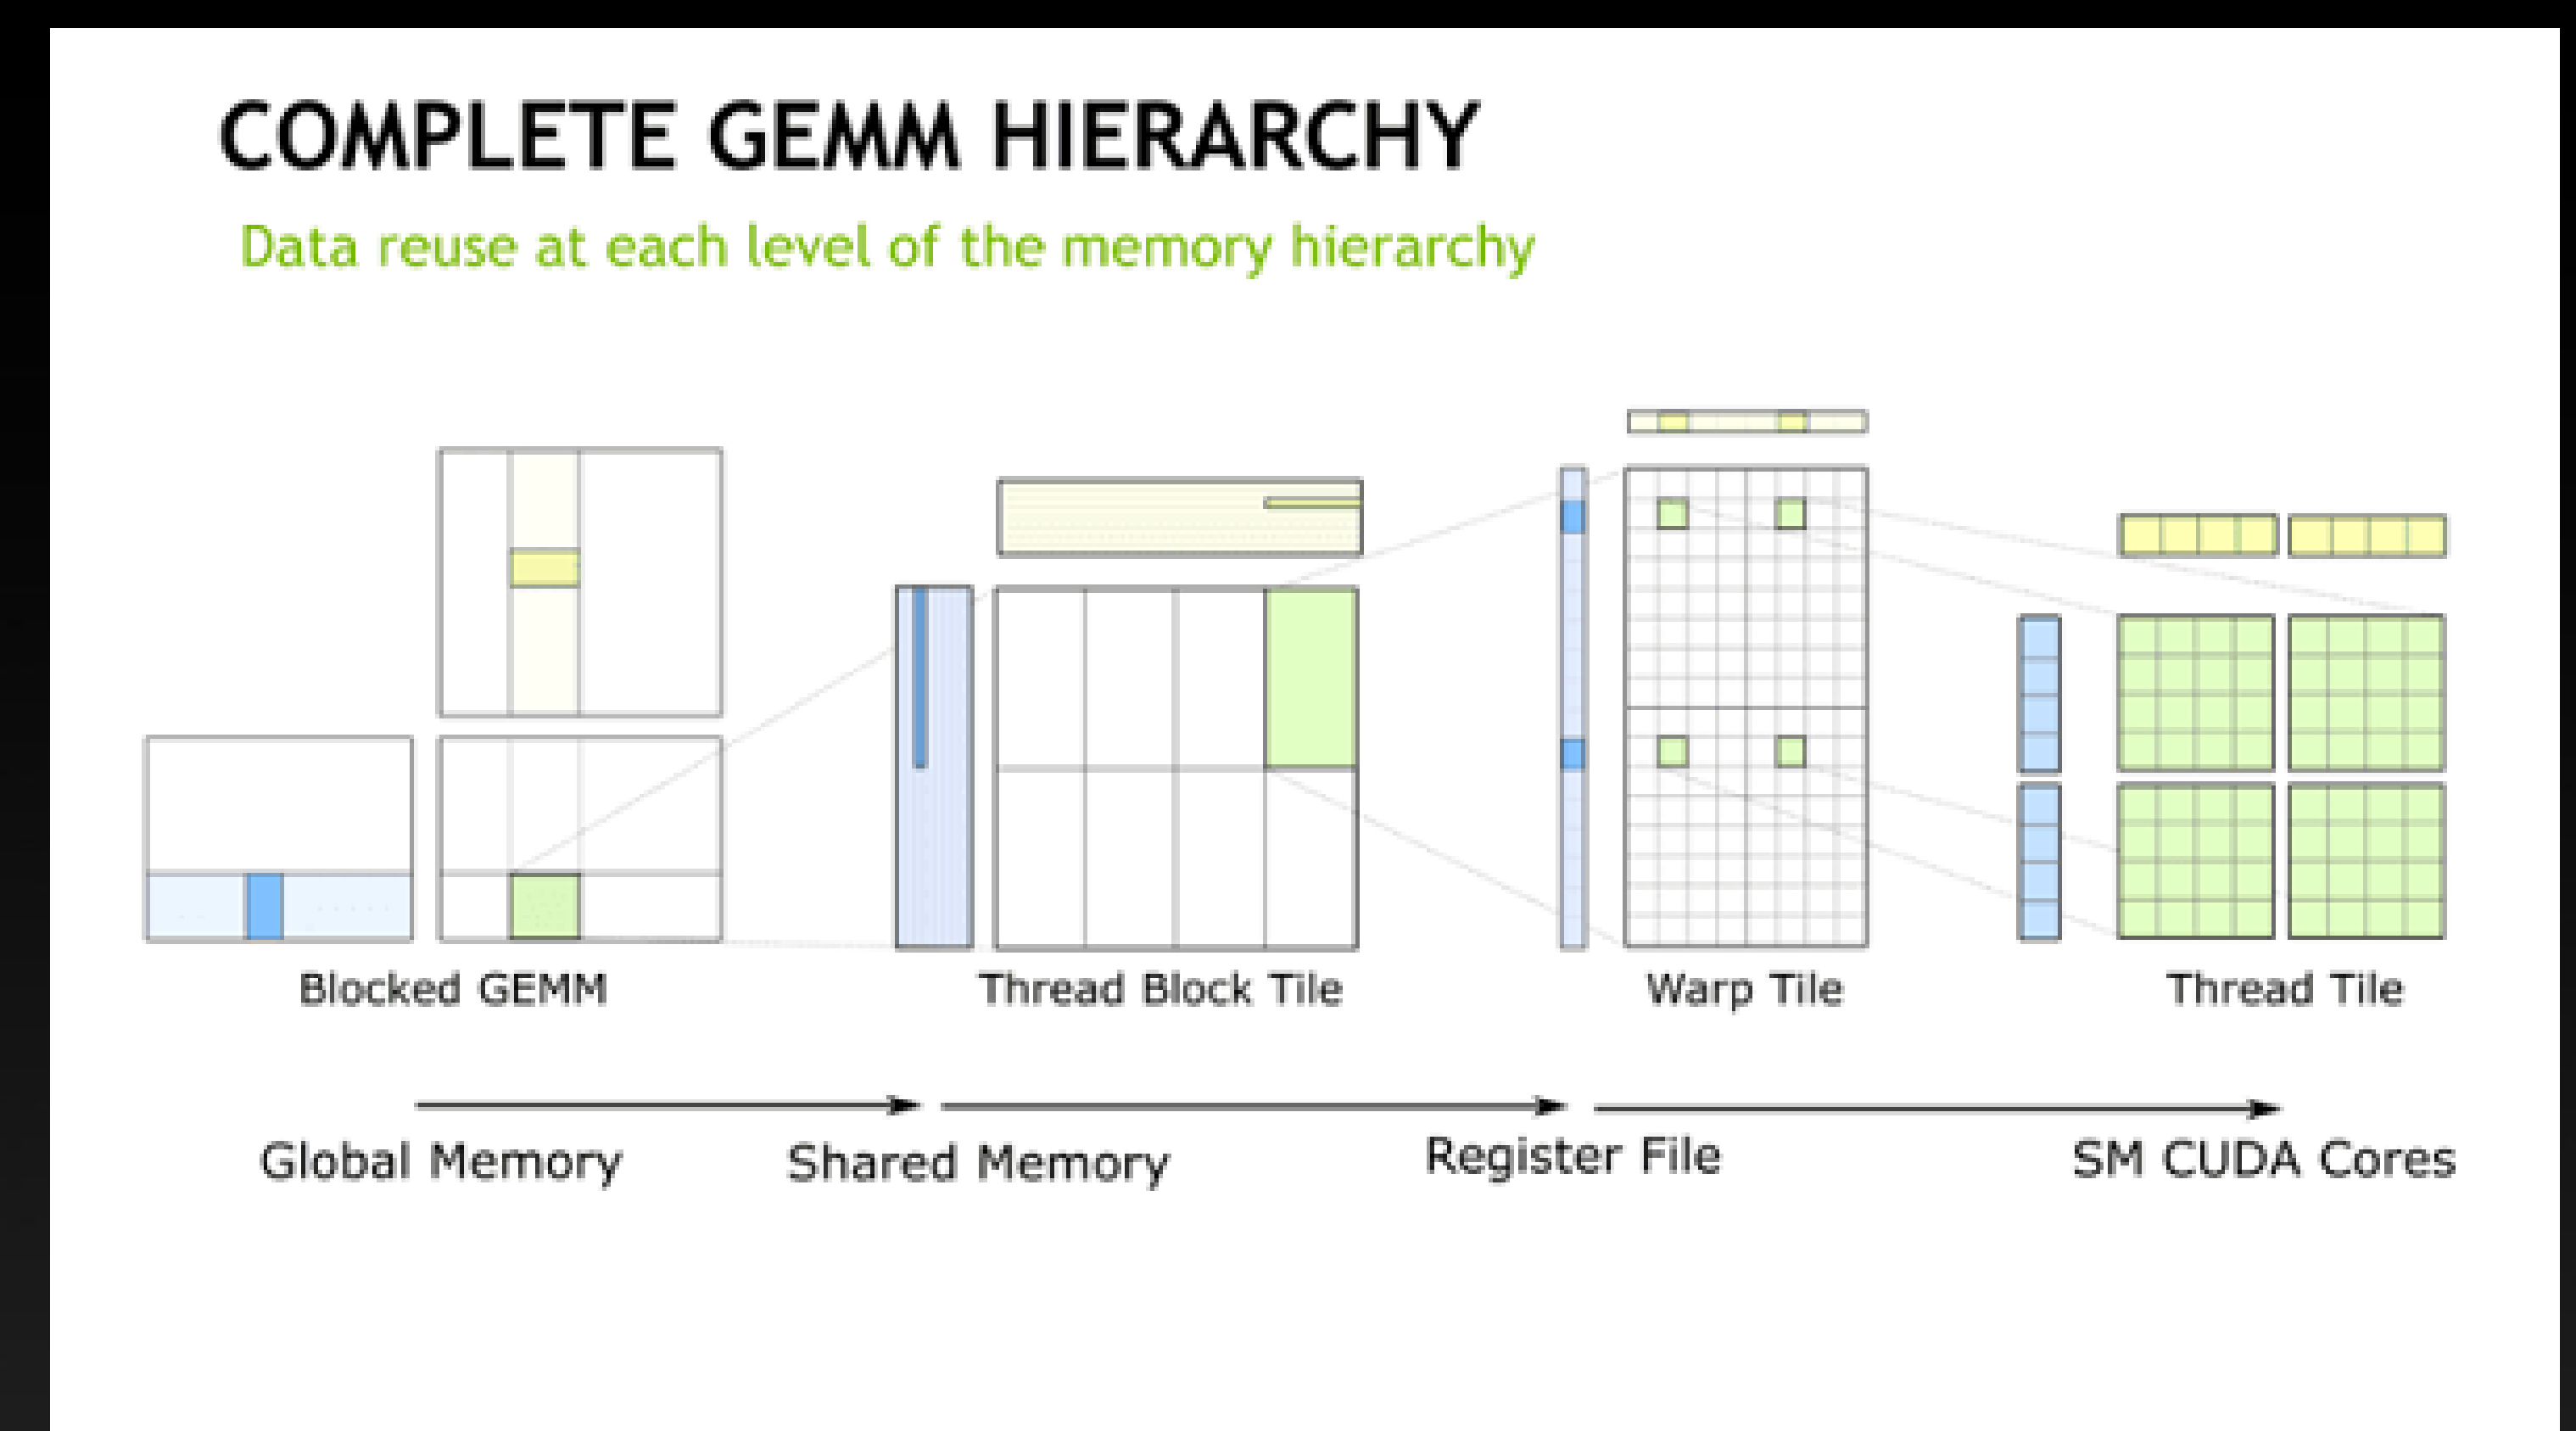 COMPLETE GEMM HIERARCHY
Data reuse at each level of the memory hierarchy
Blocked GEMM
Thread Block Tile
Warp Tile
Thread Tile
Global Memory
Shared Memory
Register File
SM CUDA Cores